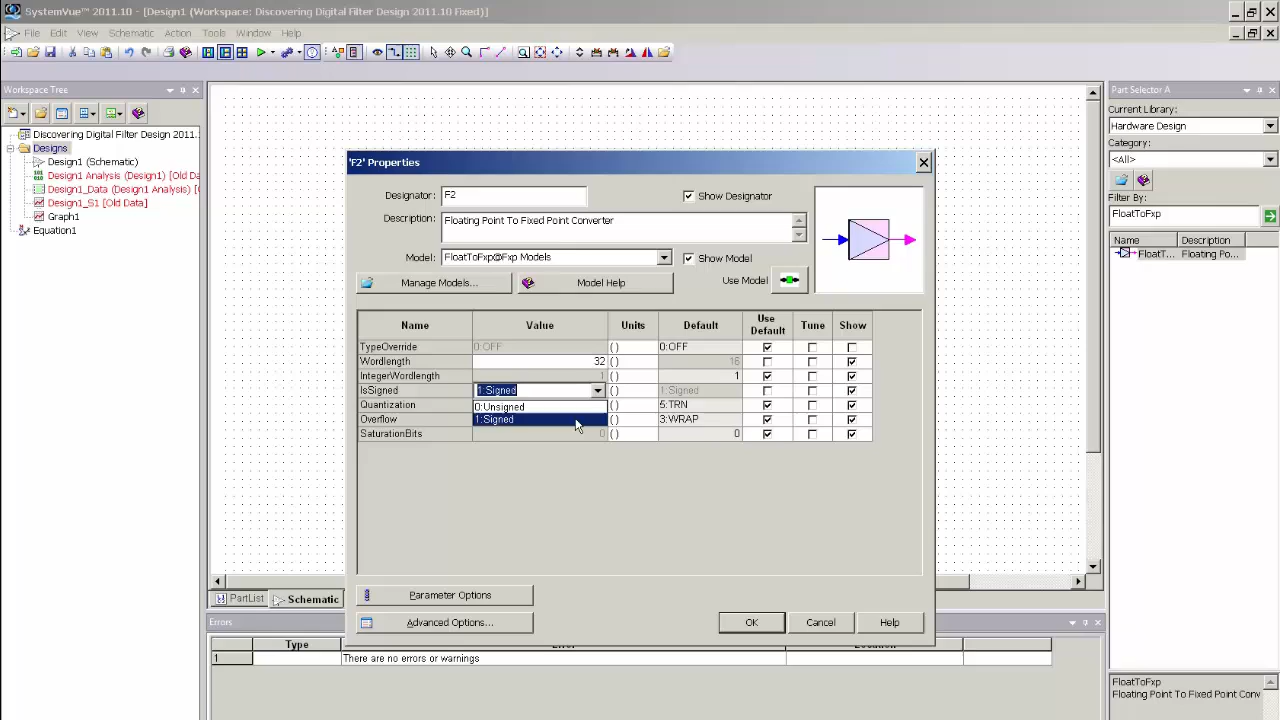 SystemVue™ 2011.10 - [Design1 (Workspace: Discovering Digital Filter Design 2011.10 Fixed)]
File Edit View Schematic Action Tools Window Help
Workspace Tree
Discovering Digital Filter Design 2011.
Designs
Design1 (Schematic)
Design1 Analysis (Design1) [Old Da
Design1_Data (Design1 Analysis) [
Design1_S1 [Old Data]
Graph1
Equation1
'F2' Properties
Designator: F2 Show Designator
Description: Floating Point To Fixed Point Converter
Model: FloatToFxp@Fxp Models Show Model
Manage Models... Model Help Use Model
Name Value Units Default Use Default Tune Show
TypeOverride 0:OFF ( ) 0:OFF
Wordlength 32 ( ) 16
IntegerWordlength 1 ( ) 1
IsSigned 1:Signed ( ) 1:Signed
Quantization 0:Unsigned ( ) 5:TRN
Overflow 1:Signed ( ) 3:WRAP
SaturationBits 0 ( ) 0
Parameter Options
Advanced Options... OK Cancel Help
PartList Schematic
Errors
Type Error Location
1 There are no errors or warnings
Part Selector A
Current Library:
Hardware Design
Category:
<All>
Filter By:
FloatToFxp
Name Description
FloatT... Floating Po...
FloatToFxp
Floating Point To Fixed Point Conv